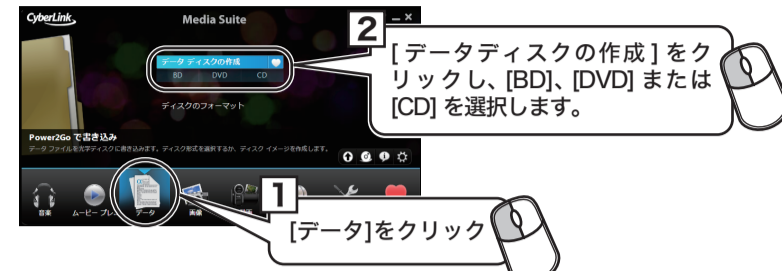 CyberLink
Media Suite
データ ディスクの作成
BD DVD CD
ディスクのフォーマット
Power2Go で書き込み
データ ファイルを光学ディスクに書き込みます。ディスク形式を選択するか、ディスク イメージを作成します。
音楽
データ
画像
2
[データディスクの作成]をク
リックし、[BD]、[DVD] または
[CD] を選択します。
1
[データ]をクリック